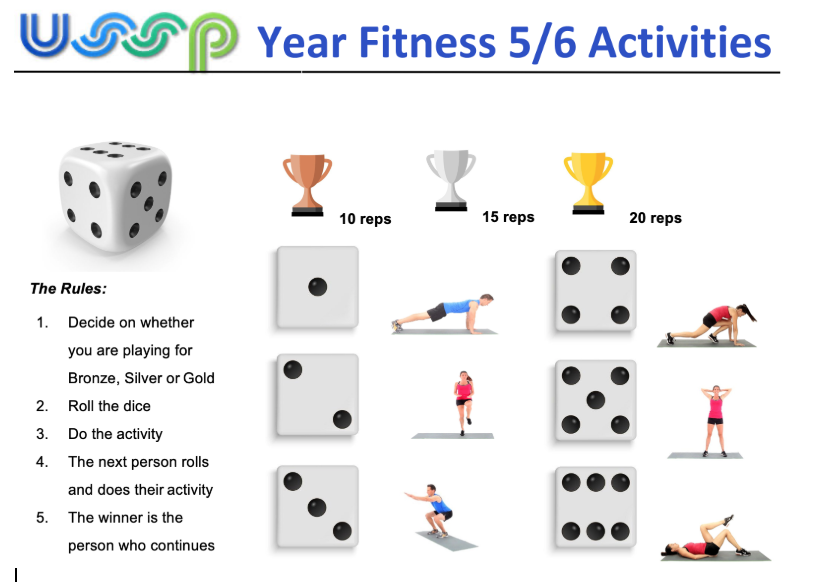 USSP Year Fitness 5/6 Activities
10 reps
15 reps
20 reps
The Rules:
1. Decide on whether
you are playing for
Bronze, Silver or Gold
2. Roll the dice
3. Do the activity
4. The next person rolls
and does their activity
5. The winner is the
person who continues